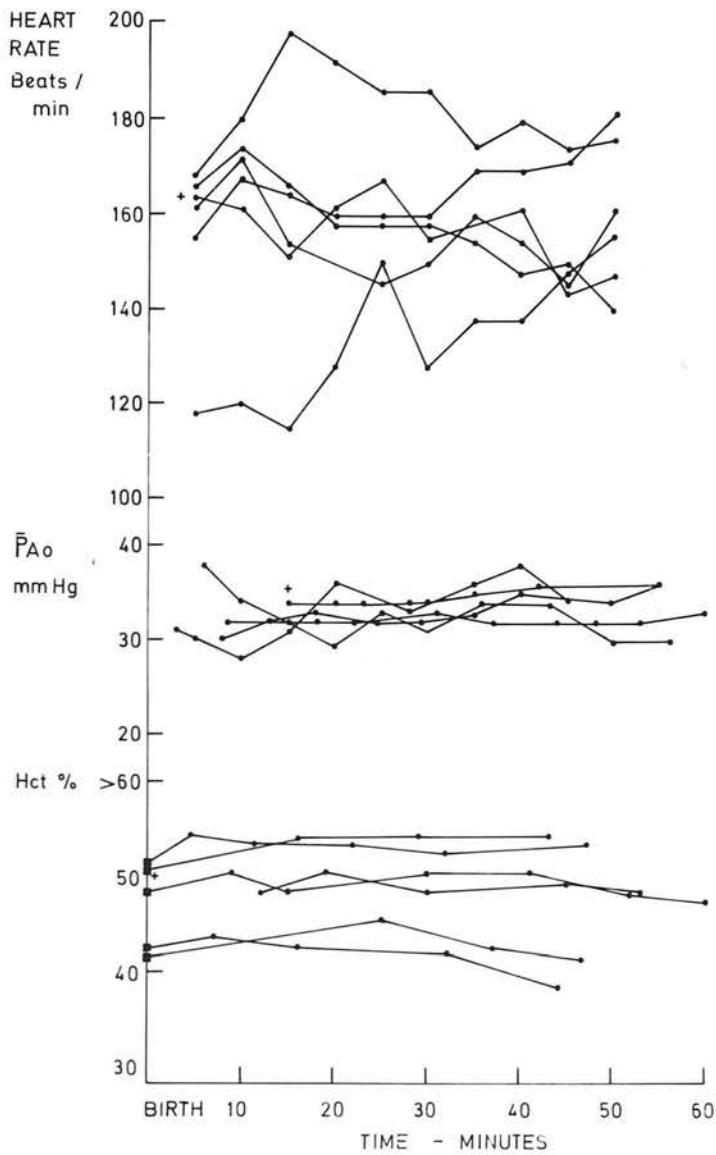 HEART
RATE
Beats /
min
200
180
+
160
140
120
100
P̄Ao
mm Hg
40
+
30
20
Hct % >60
50
+
40
30
BIRTH 10 20 30 40 50 60
TIME - MINUTES